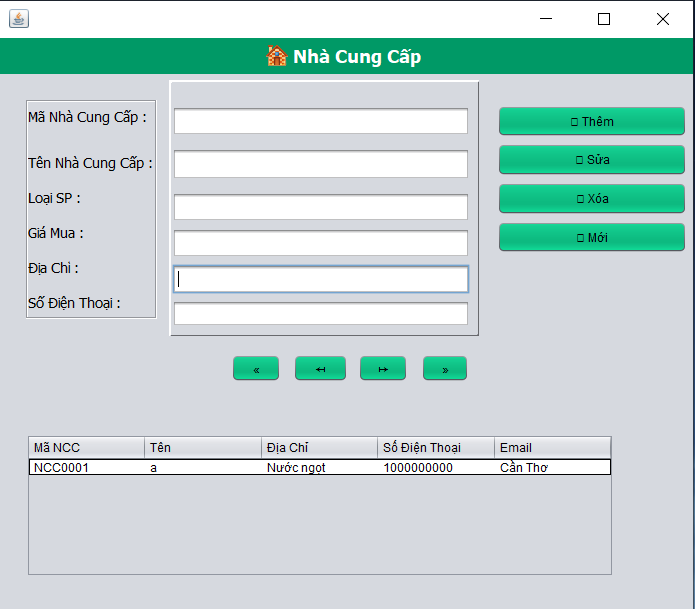 Nhà Cung Cấp
Mã Nhà Cung Cấp :
Tên Nhà Cung Cấp :
Loại SP :
Giá Mua :
Địa Chỉ :
Số Điện Thoại :
Thêm
Sửa
Xóa
Mới
« ↤ ↦ »
Mã NCC Tên Địa Chỉ Số Điện Thoại Email
NCC0001 a Nước ngọt 1000000000 Cần Thơ